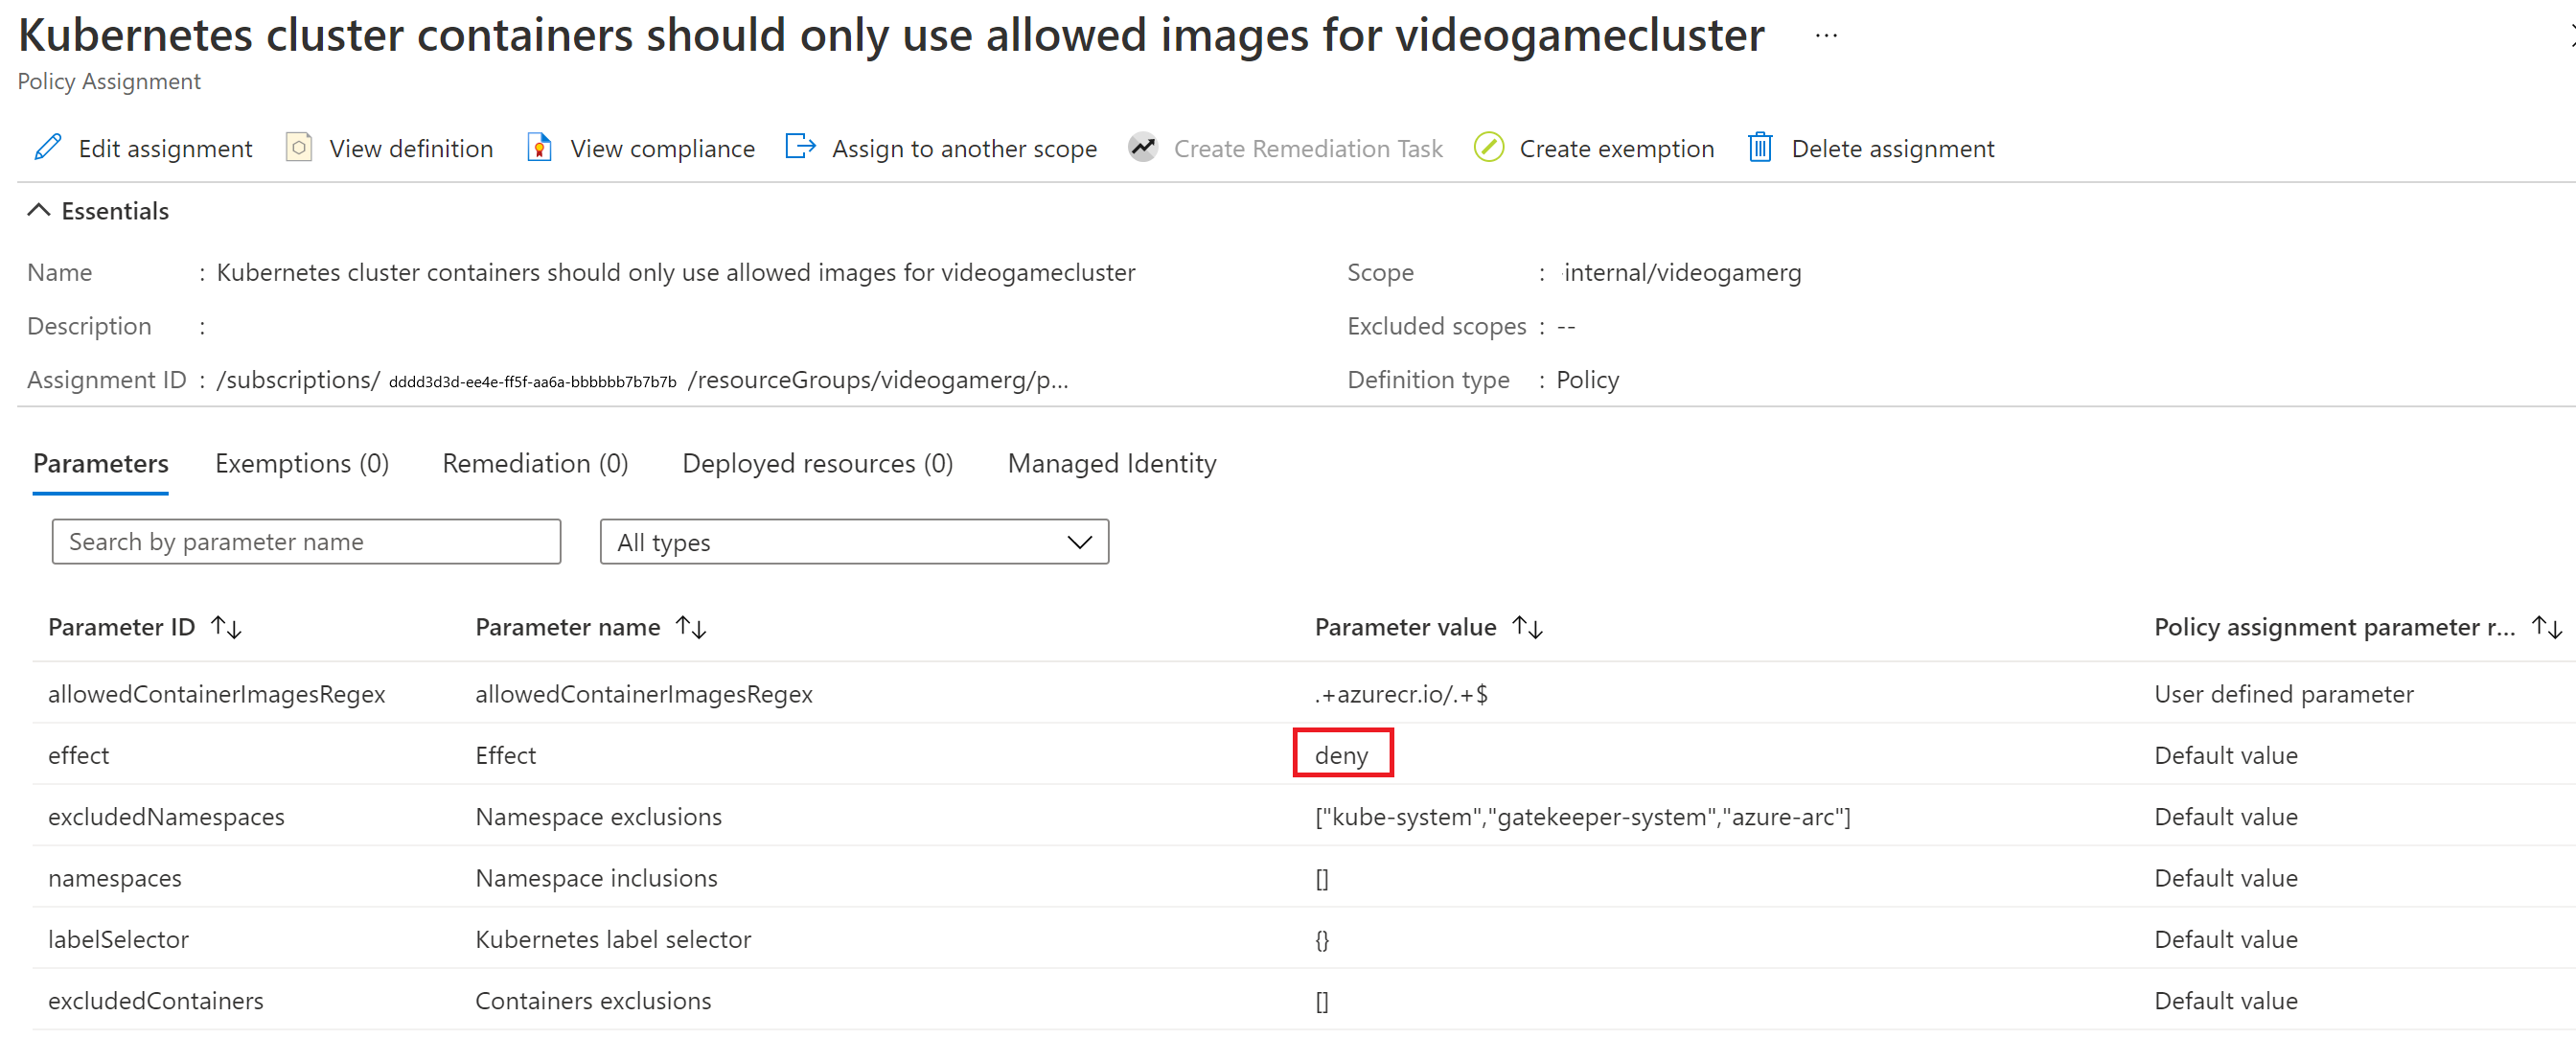 Kubernetes cluster containers should only use allowed images for videogamecluster ...
Policy Assignment
Edit assignment View definition View compliance Assign to another scope Create Remediation Task Create exemption Delete assignment
Essentials
Name : Kubernetes cluster containers should only use allowed images for videogamecluster Scope : internal/videogamerg
Description : Excluded scopes : --
Assignment ID : /subscriptions/ dddd3d3d-ee4e-ff5f-aa6a-bbbbbb7b7b7b /resourceGroups/videogamerg/p... Definition type : Policy
Parameters Exemptions (0) Remediation (0) Deployed resources (0) Managed Identity
Search by parameter name All types
Parameter ID Parameter name Parameter value Policy assignment parameter r...
allowedContainerImagesRegex allowedContainerImagesRegex .+azurecr.io/.+$ User defined parameter
effect Effect deny Default value
excludedNamespaces Namespace exclusions ["kube-system","gatekeeper-system","azure-arc"] Default value
namespaces Namespace inclusions [] Default value
labelSelector Kubernetes label selector {} Default value
excludedContainers Containers exclusions [] Default value